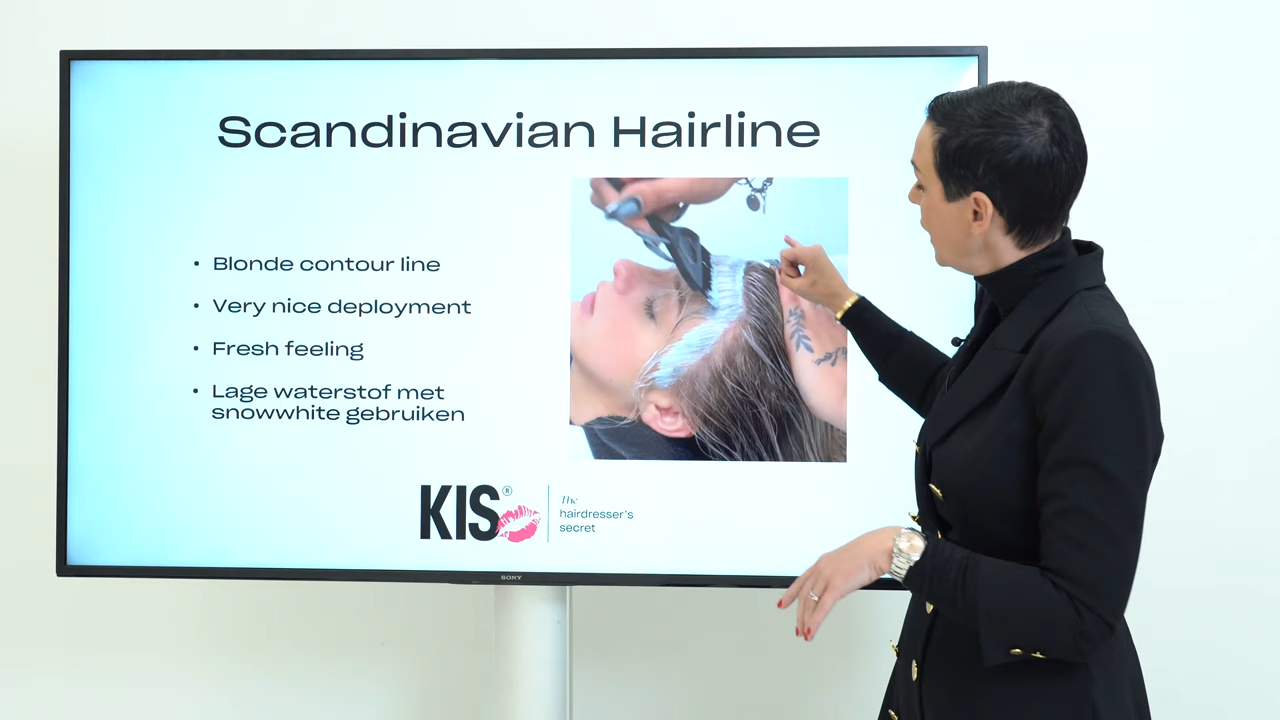 Scandinavian Hairline
• Blonde contour line
• Very nice deployment
• Fresh feeling
• Lage waterstof met
snowwhite gebruiken
KIS®
The
hairdresser's
secret
SONY